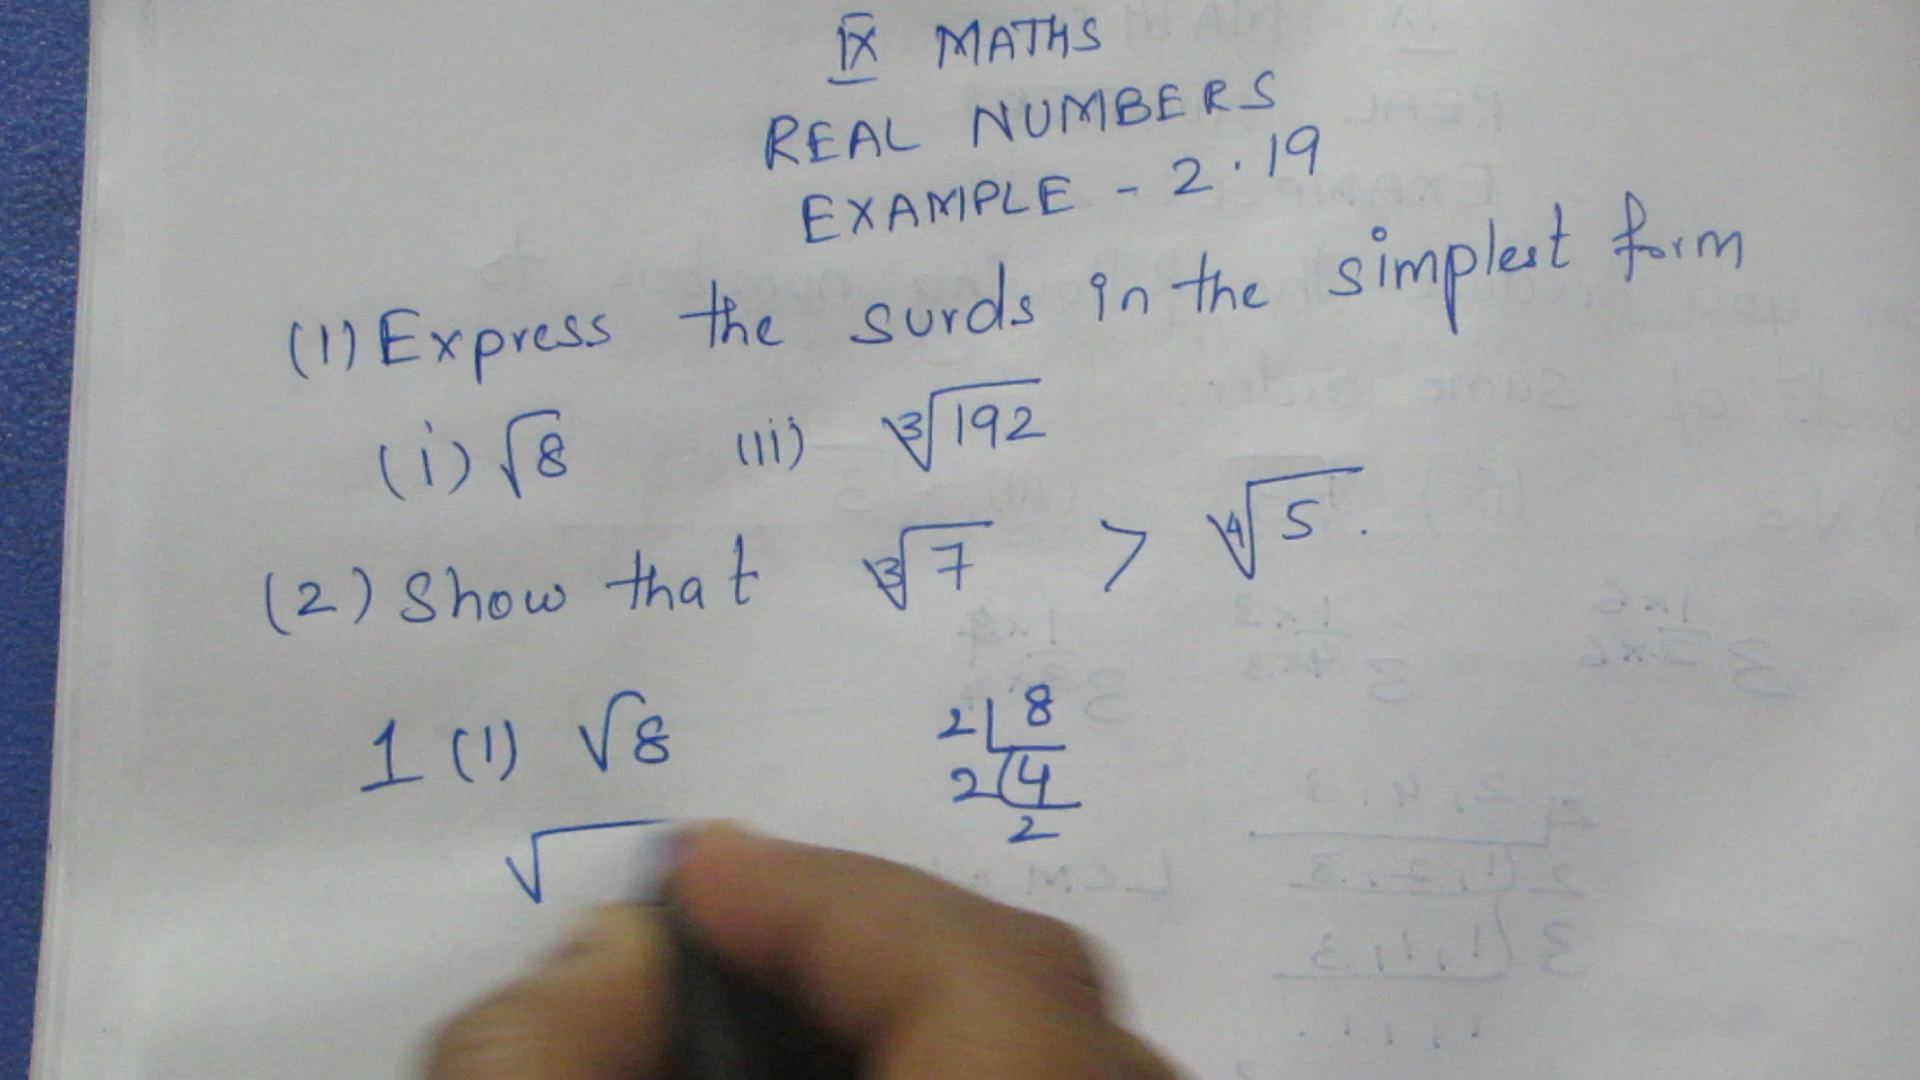 IX MATHS
REAL NUMBERS
EXAMPLE - 2.19
(1) Express the surds in the simplest form
(i) √8 (ii) ∛192
(2) Show that ∛7 > ∜5.
1 (i) √8
2 | 8
2 | 4
2
√